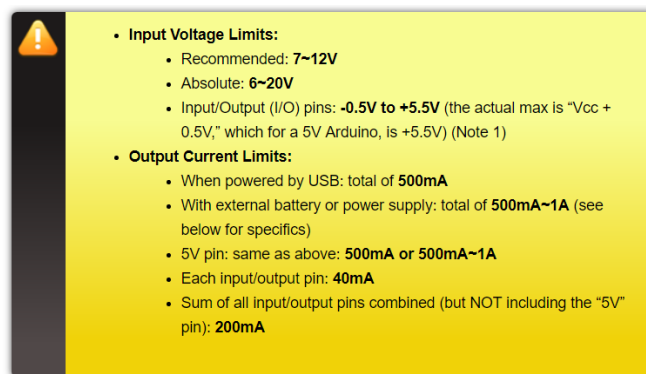 • Input Voltage Limits:
• Recommended: 7~12V
• Absolute: 6~20V
• Input/Output (I/O) pins: -0.5V to +5.5V (the actual max is “Vcc +
0.5V,” which for a 5V Arduino, is +5.5V) (Note 1)
• Output Current Limits:
• When powered by USB: total of 500mA
• With external battery or power supply: total of 500mA~1A (see
below for specifics)
• 5V pin: same as above: 500mA or 500mA~1A
• Each input/output pin: 40mA
• Sum of all input/output pins combined (but NOT including the “5V”
pin): 200mA